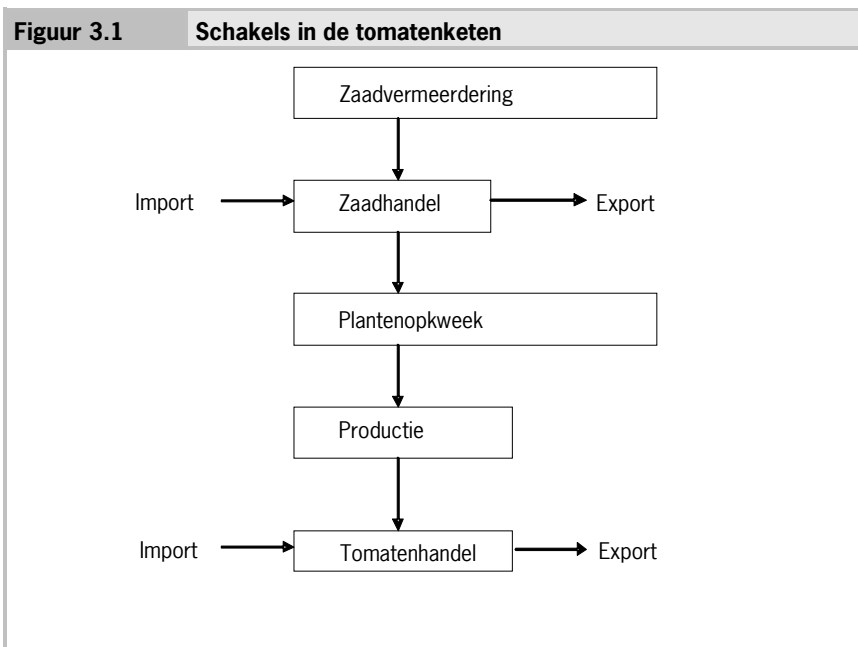 Figuur 3.1 Schakels in de tomatenketen
Zaadvermeerdering
Import Zaadhandel Export
Plantenopkweek
Productie
Import Tomatenhandel Export